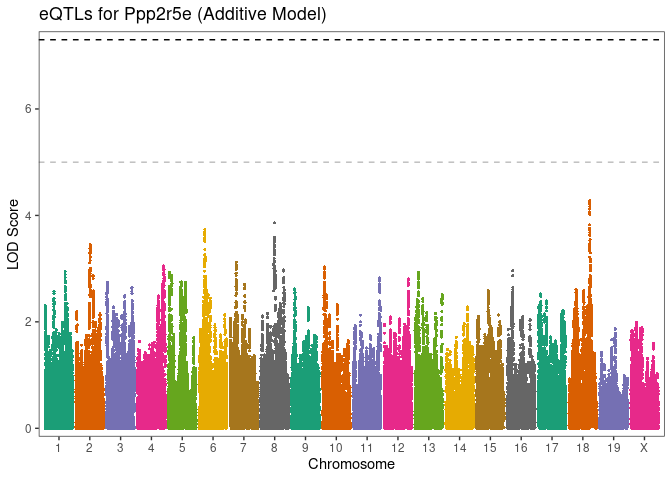 eQTLs for Ppp2r5e (Additive Model)
LOD Score
6
4
2
0
1 2 3 4 5 6 7 8 9 10 11 12 13 14 15 16 17 18 19 X
Chromosome